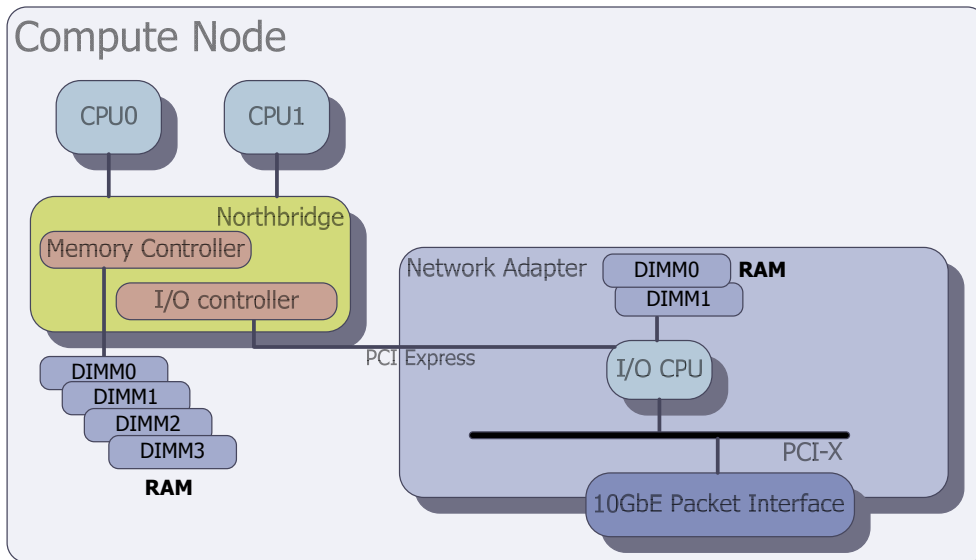 Compute Node
CPU0
CPU1
Northbridge
Memory Controller
I/O controller
DIMM0
DIMM1
DIMM2
DIMM3
RAM
PCI Express
Network Adapter
DIMM0
RAM
DIMM1
I/O CPU
PCI-X
10GbE Packet Interface